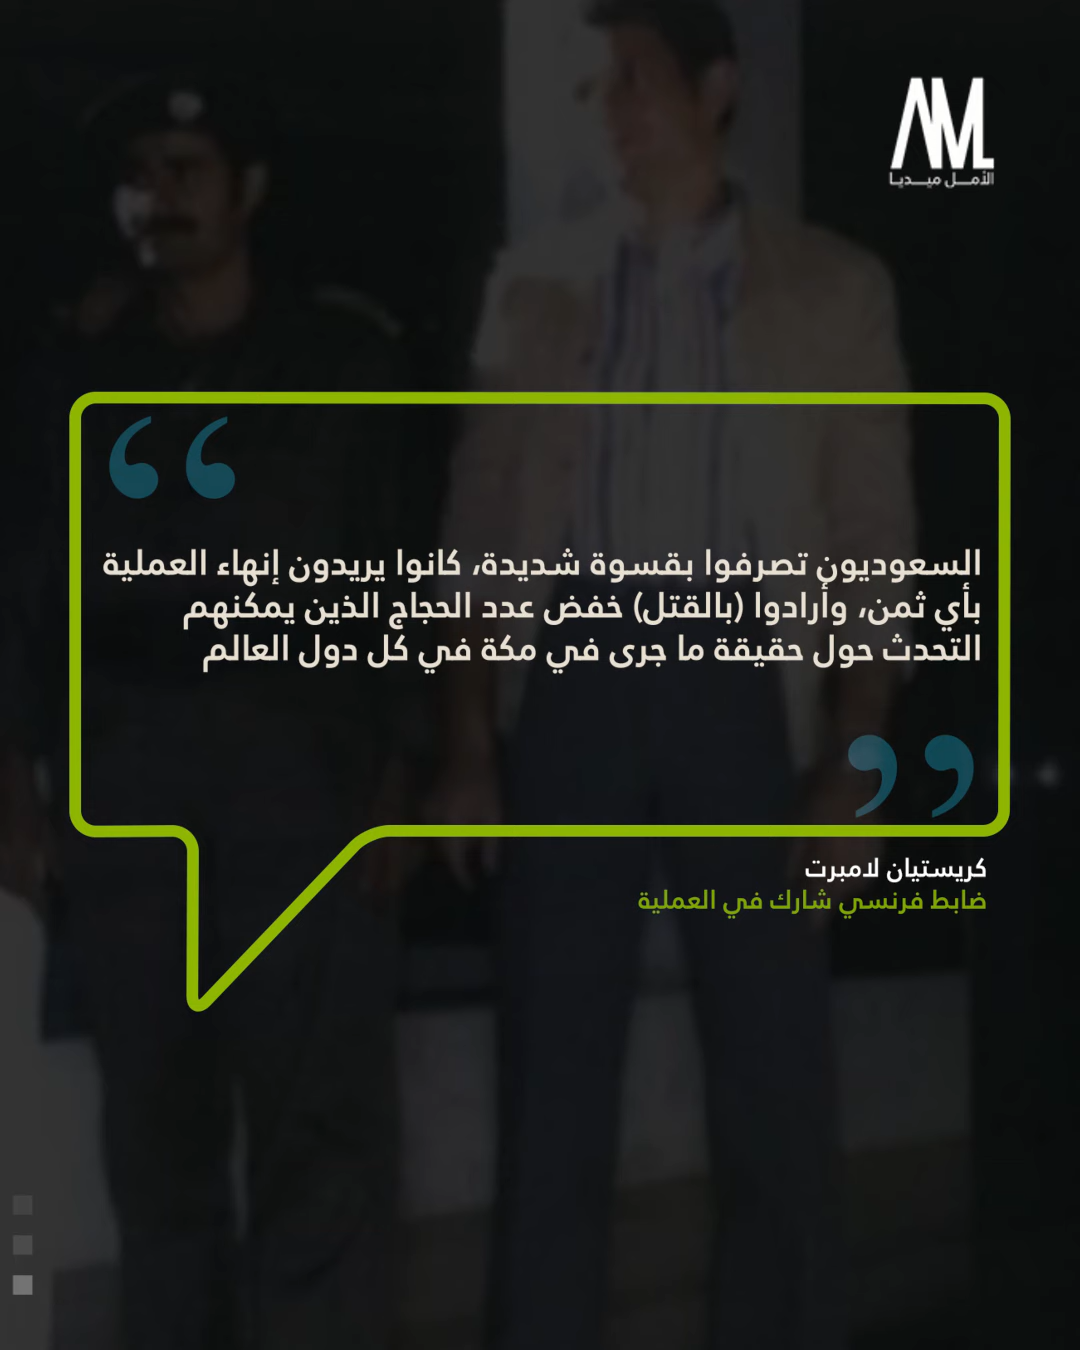 AML
الأمل ميديا
السعوديون تصرفوا بقسوة شديدة، كانوا يريدون إنهاء العملية
بأي ثمن، وأرادوا (بالقتل) خفض عدد الحجاج الذين يمكنهم
التحدث حول حقيقة ما جرى في مكة في كل دول العالم
كريستيان لامبرت
ضابط فرنسي شارك في العملية